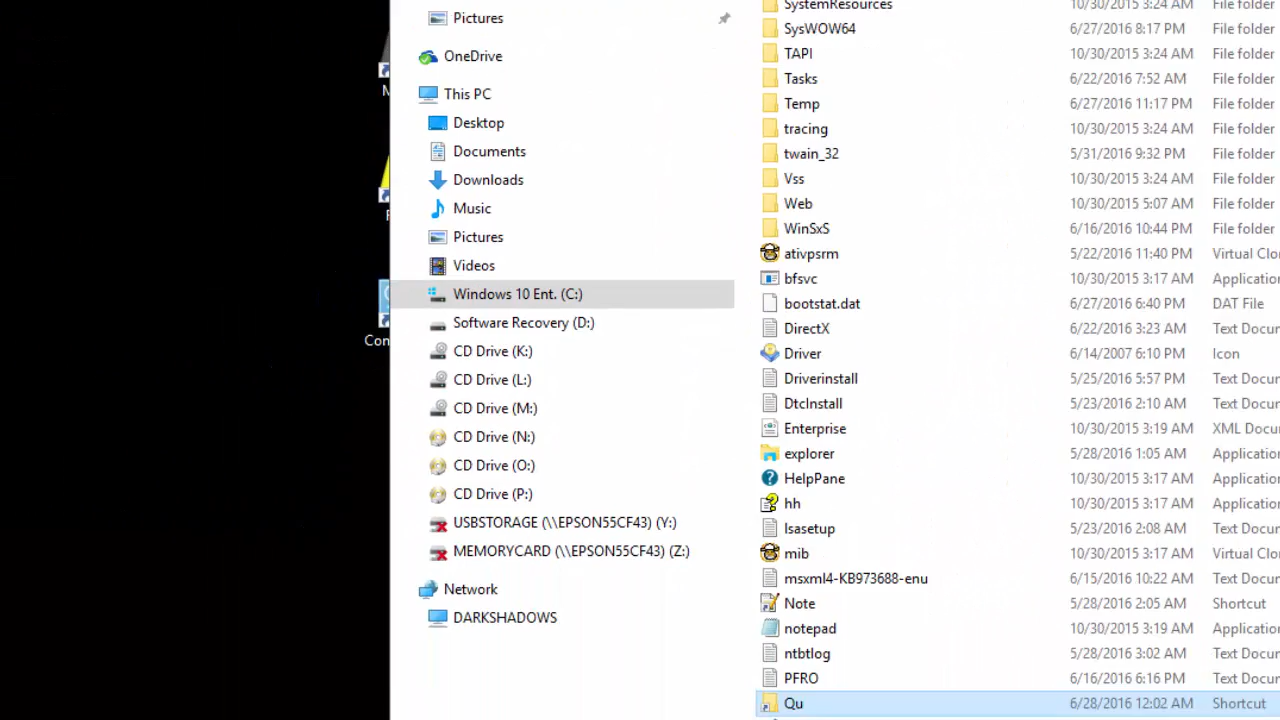 Pictures
OneDrive
This PC
Desktop
Documents
Downloads
Music
Pictures
Videos
Windows 10 Ent. (C:)
Software Recovery (D:)
CD Drive (K:)
CD Drive (L:)
CD Drive (M:)
CD Drive (N:)
CD Drive (O:)
CD Drive (P:)
USBSTORAGE (\\EPSON55CF43) (Y:)
MEMORYCARD (\\EPSON55CF43) (Z:)
Network
DARKSHADOWS
Con
SystemResources 10/30/2015 3:24 AM File folder
SysWOW64 6/27/2016 8:17 PM File folder
TAPI 10/30/2015 3:24 AM File folder
Tasks 6/22/2016 7:52 AM File folder
Temp 6/27/2016 11:17 PM File folder
tracing 10/30/2015 3:24 AM File folder
twain_32 5/31/2016 3:32 PM File folder
Vss 10/30/2015 3:24 AM File folder
Web 10/30/2015 5:07 AM File folder
WinSxS 6/16/2016 9:44 PM File folder
ativpsrm 5/22/2016 11:40 PM Virtual Clo
bfsvc 10/30/2015 3:17 AM Application
bootstat.dat 6/27/2016 6:40 PM DAT File
DirectX 5/22/2016 3:23 AM Text Docu
Driver 6/14/2007 6:10 PM Icon
Driverinstall 5/25/2016 5:57 PM Text Docu
DtcInstall 5/23/2016 6:10 AM Text Docu
Enterprise 10/30/2015 3:19 AM XML Docu
explorer 5/28/2016 1:05 AM Application
HelpPane 10/30/2015 3:17 AM Application
hh 10/30/2015 3:17 AM Application
lsasetup 5/23/2016 5:08 AM Text Docu
mib 10/30/2015 3:17 AM Virtual Clo
msxml4-KB973688-enu 6/15/2016 9:22 AM Text Docu
Note 5/28/2016 3:05 AM Shortcut
notepad 10/30/2015 3:19 AM Application
ntbtlog 5/28/2016 3:02 AM Text Docu
PFRO 6/16/2016 6:16 PM Text Docu
Qu 6/28/2016 12:02 AM Shortcut